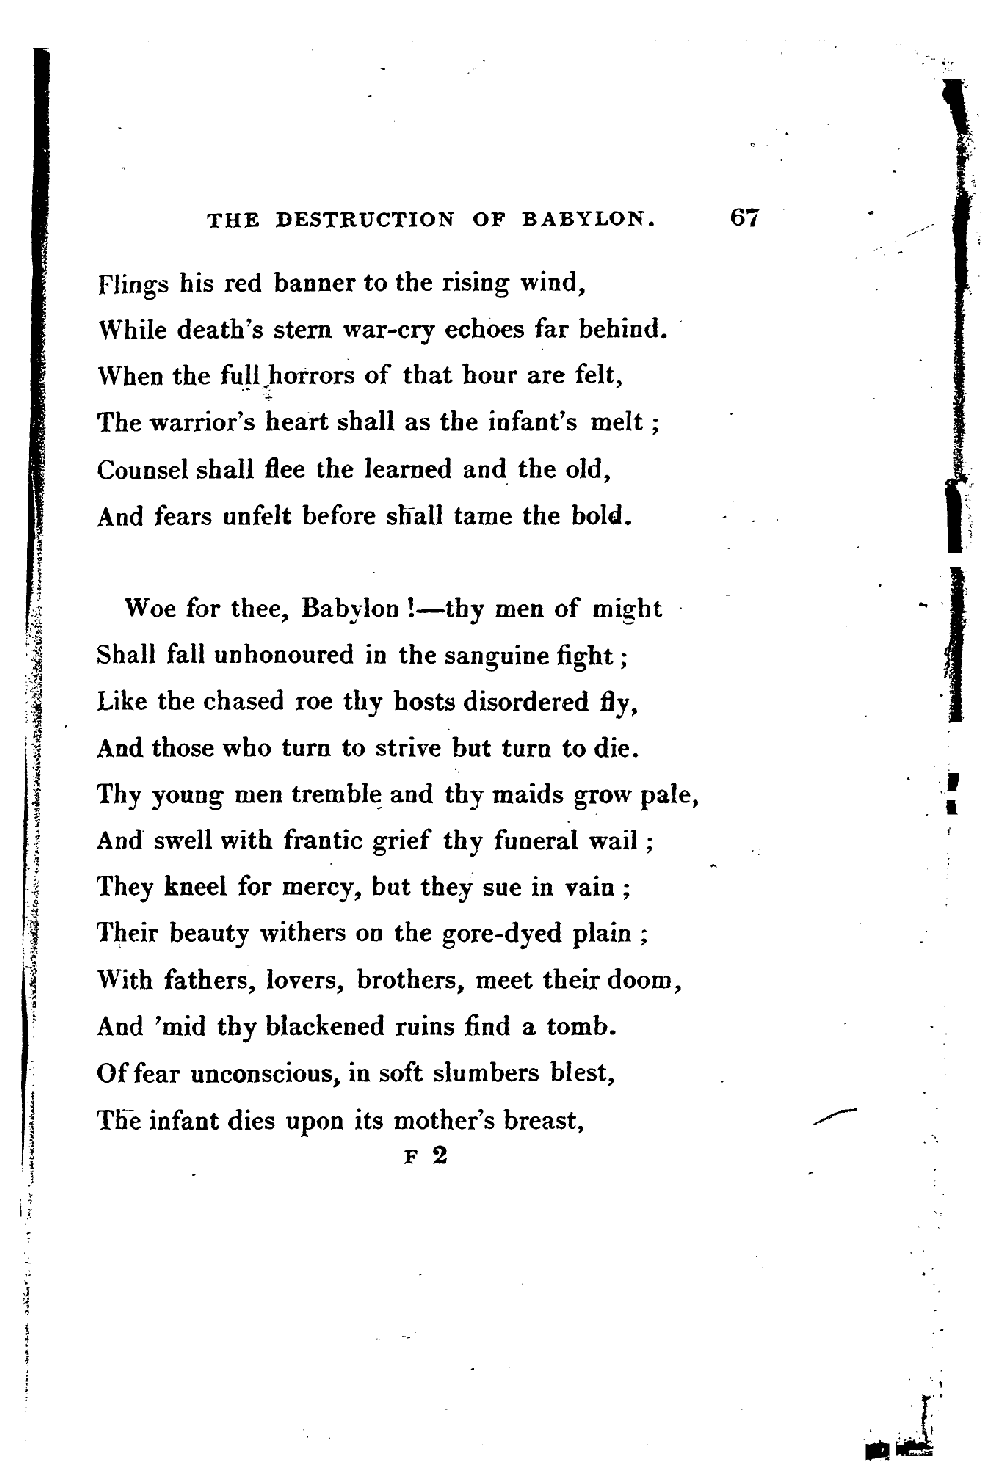 THE DESTRUCTION OF BABYLON. 67
Flings his red banner to the rising wind,
While death's stern war-cry echoes far behind.
When the full horrors of that hour are felt,
The warrior's heart shall as the infant's melt ;
Counsel shall flee the learned and the old,
And fears unfelt before shall tame the bold.
Woe for thee, Babylon !—thy men of might
Shall fall unhonoured in the sanguine fight ;
Like the chased roe thy hosts disordered fly,
And those who turn to strive but turn to die.
Thy young men tremble and thy maids grow pale,
And swell with frantic grief thy funeral wail ;
They kneel for mercy, but they sue in vain ;
Their beauty withers on the gore-dyed plain ;
With fathers, lovers, brothers, meet their doom,
And 'mid thy blackened ruins find a tomb.
Of fear unconscious, in soft slumbers blest,
The infant dies upon its mother's breast,
F 2